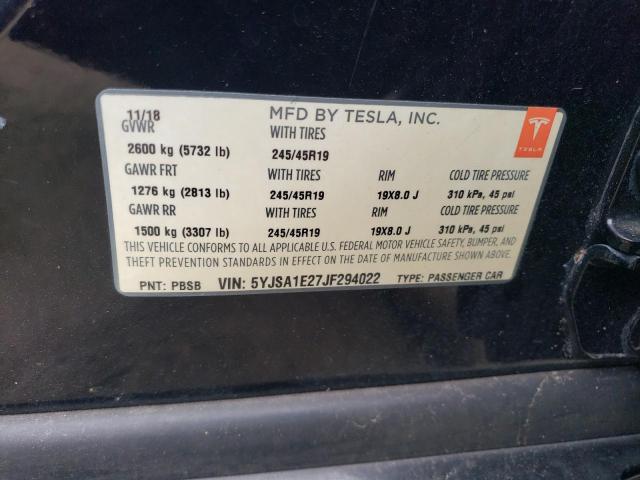 11/18 MFD BY TESLA, INC.
GVWR WITH TIRES
2600 kg (5732 lb) 245/45R19
TESLA
GAWR FRT WITH TIRES RIM COLD TIRE PRESSURE
1276 kg (2813 lb) 245/45R19 19X8.0 J 310 kPa, 45 psi
GAWR RR WITH TIRES RIM COLD TIRE PRESSURE
1500 kg (3307 lb) 245/45R19 19X8.0 J 310 kPa, 45 psi
THIS VEHICLE CONFORMS TO ALL APPLICABLE U.S. FEDERAL MOTOR VEHICLE SAFETY, BUMPER, AND
THEFT PREVENTION STANDARDS IN EFFECT ON THE DATE OF MANUFACTURE SHOWN ABOVE.
PNT: PBSB VIN: 5YJSA1E27JF294022 TYPE: PASSENGER CAR